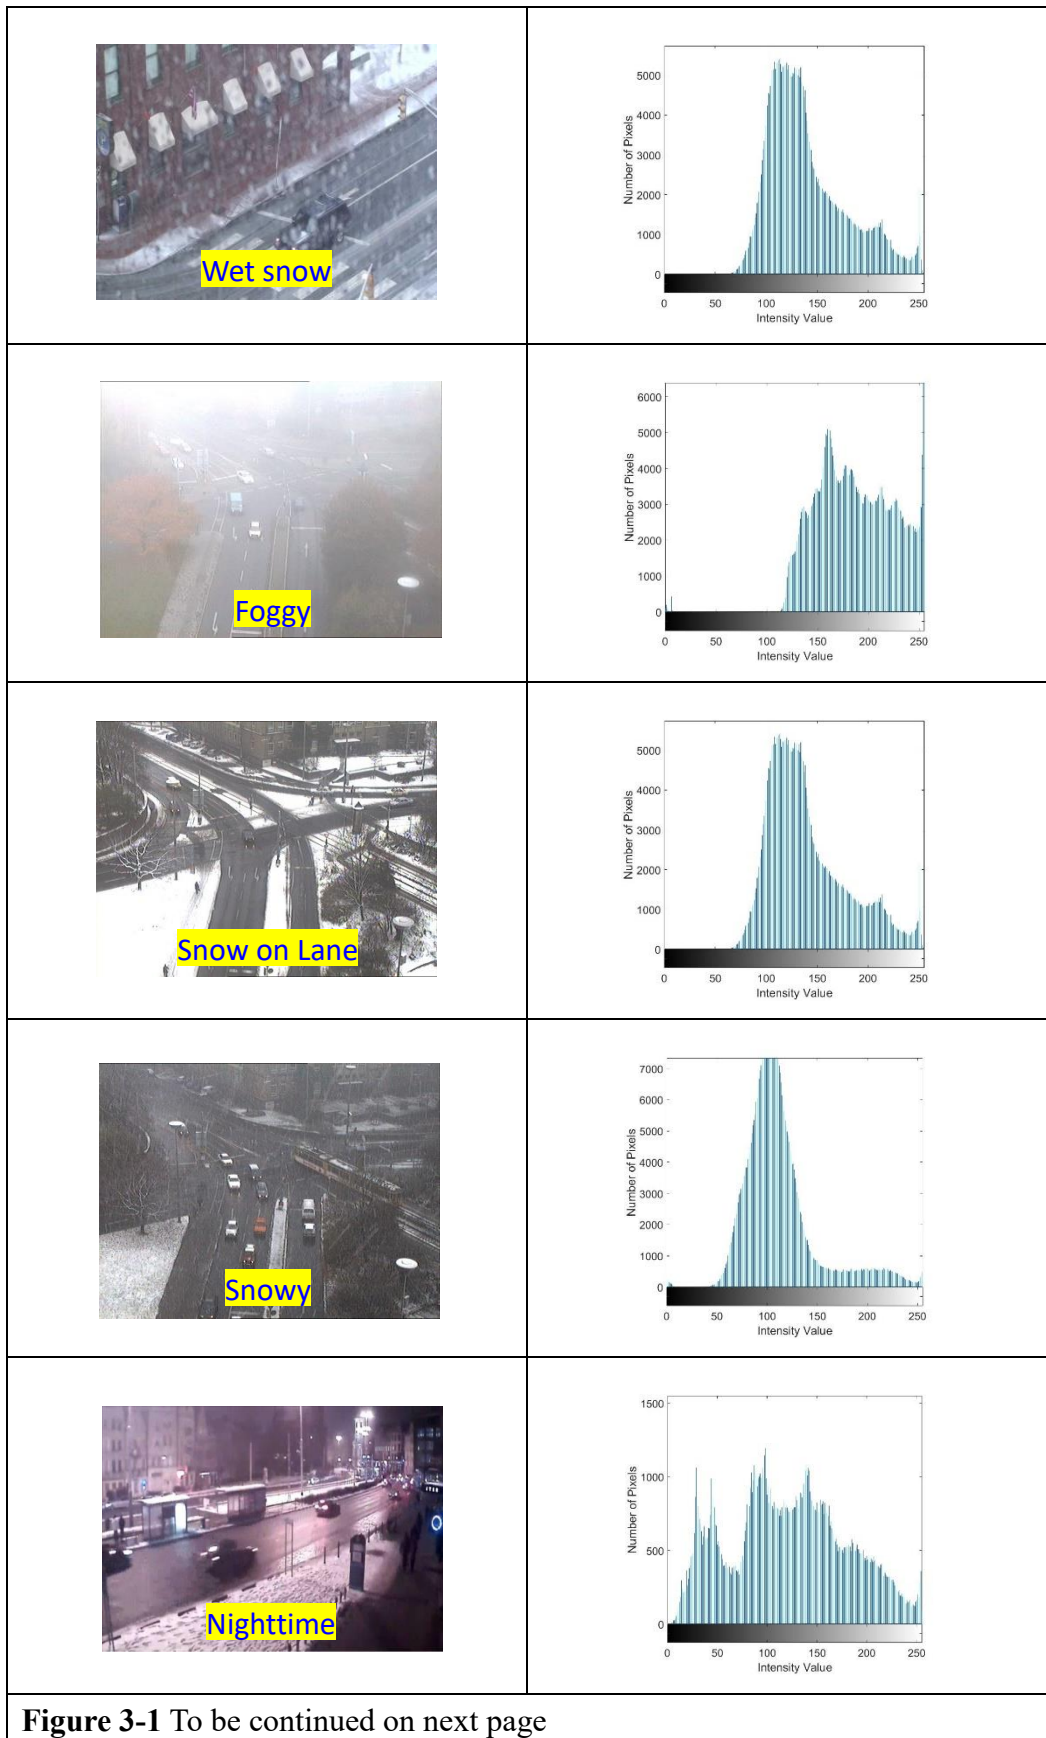 Wet snow
5000
4000
3000
2000
1000
0
Number of Pixels
0 50 100 150 200 250
Intensity Value
Foggy
6000
5000
4000
3000
2000
1000
0
Number of Pixels
0 50 100 150 200 250
Intensity Value
Snow on Lane
5000
4000
3000
2000
1000
0
Number of Pixels
0 50 100 150 200 250
Intensity Value
Snowy
7000
6000
5000
4000
3000
2000
1000
0
Number of Pixels
0 50 100 150 200 250
Intensity Value
Nighttime
1500
1000
500
0
Number of Pixels
0 50 100 150 200 250
Intensity Value
Figure 3-1 To be continued on next page